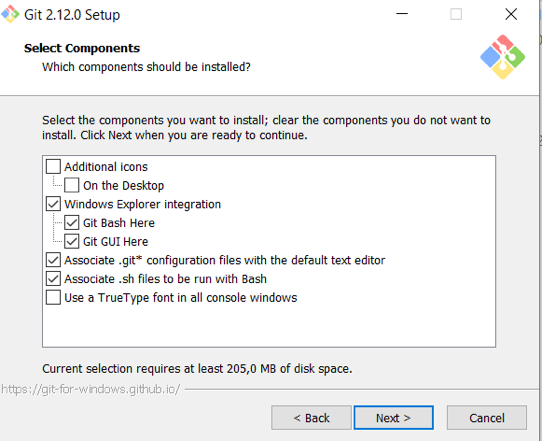 Git 2.12.0 Setup
Select Components
Which components should be installed?
Select the components you want to install; clear the components you do not want to
install. Click Next when you are ready to continue.
Additional icons
On the Desktop
Windows Explorer integration
Git Bash Here
Git GUI Here
Associate .git* configuration files with the default text editor
Associate .sh files to be run with Bash
Use a TrueType font in all console windows
Current selection requires at least 205,0 MB of disk space.
https://git-for-windows.github.io/
< Back
Next >
Cancel